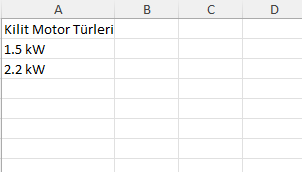 A B C D
Kilit Motor Türleri
1.5 kW
2.2 kW